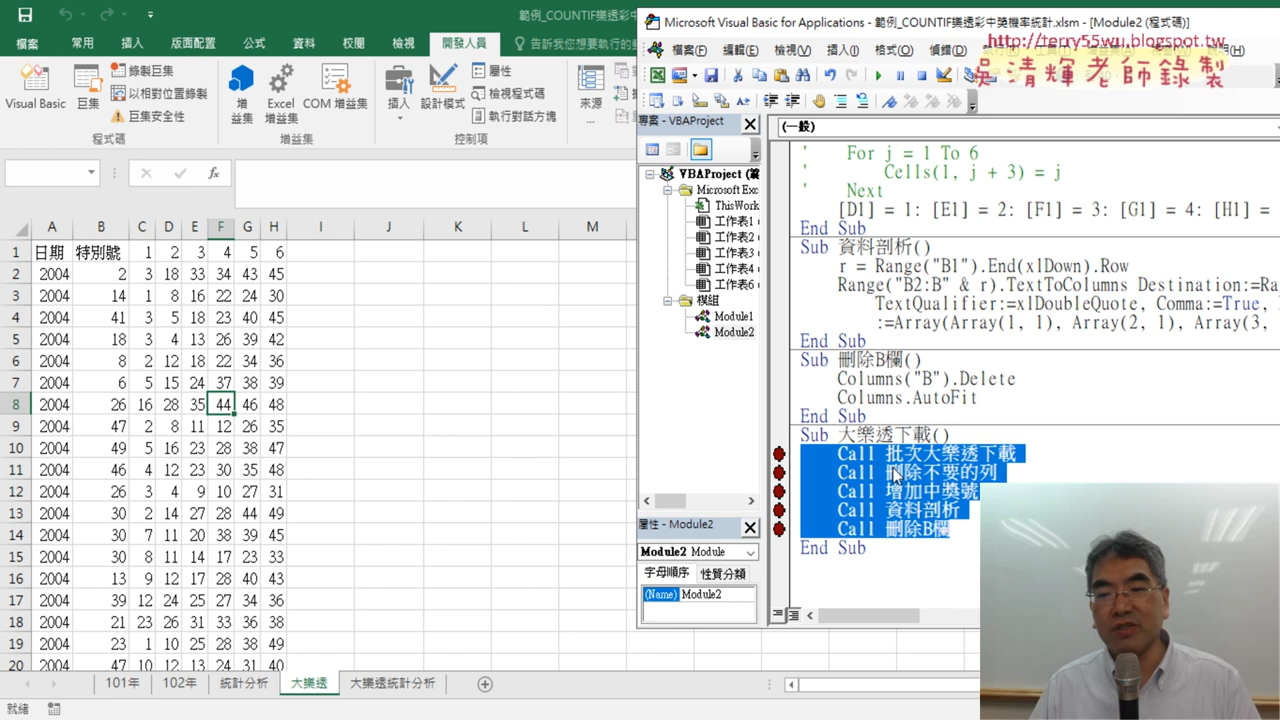 範例_COUNTIF樂透彩中
檔案 常用 插入 版面配置 公式 資料 校閱 檢視 開發人員 告訴我您想要執行的
Visual Basic 巨集 錄製巨集 以相對位置錄製 巨集安全性
增益集 Excel 增益集 COM 增益集
插入 設計模式 屬性 檢視程式碼 執行對話方塊
來源
程式碼 增益集 控制項
fx
A B C D E F G H I J K L M
1 日期 特別號 1 2 3 4 5 6
2 2004 2 3 18 33 34 43 45
3 2004 14 1 8 16 22 24 30
4 2004 41 3 5 18 23 40 45
5 2004 18 3 4 13 26 39 42
6 2004 8 2 12 18 22 34 36
7 2004 6 5 15 24 37 38 39
8 2004 26 16 28 35 44 46 48
9 2004 47 2 8 11 12 26 35
10 2004 49 5 16 23 28 38 47
11 2004 46 4 12 23 30 35 48
12 2004 26 3 4 9 10 27 31
13 2004 30 2 14 27 28 44 49
14 2004 30 7 11 20 38 39 45
15 2004 30 8 11 14 17 23 33
16 2004 13 9 12 17 28 40 43
17 2004 39 12 24 25 27 34 36
18 2004 21 23 26 31 33 36 38
19 2004 23 1 10 25 28 38 49
20 2004 47 10 12 13 24 31 40
101年 102年 統計分析 大樂透 大樂透統計分析
就緒
Microsoft Visual Basic for Applications - 範例_COUNTIF樂透彩中獎機率統計.xlsm - [Module2 (程式碼)]
檔案(F) 編輯(E) 檢視(V) 插入(I) 格式(O) 偵錯(D)
http://terry55wu.blogspot.tw
吳清輝老師錄製
專案 - VBAProject
VBAProject (範
Microsoft Exc
ThisWork
工作表1
工作表2
工作表3
工作表4
工作表6
模組
Module1
Module2
屬性 - Module2
Module2 Module
字母順序 性質分類
(Name) Module2
(一般)
' For j = 1 To 6
' Cells(1, j + 3) = j
' Next
[D1] = 1: [E1] = 2: [F1] = 3: [G1] = 4: [H1] =
End Sub
Sub 資料剖析()
r = Range("B1").End(xlDown).Row
Range("B2:B" & r).TextToColumns Destination:=Ra
TextQualifier:=xlDoubleQuote, Comma:=True,
:=Array(Array(1, 1), Array(2, 1), Array(3,
End Sub
Sub 刪除B欄()
Columns("B").Delete
Columns.AutoFit
End Sub
Sub 大樂透下載()
Call 批次大樂透下載
Call 刪除不要的列
Call 增加中獎號
Call 資料剖析
Call 刪除B欄
End Sub